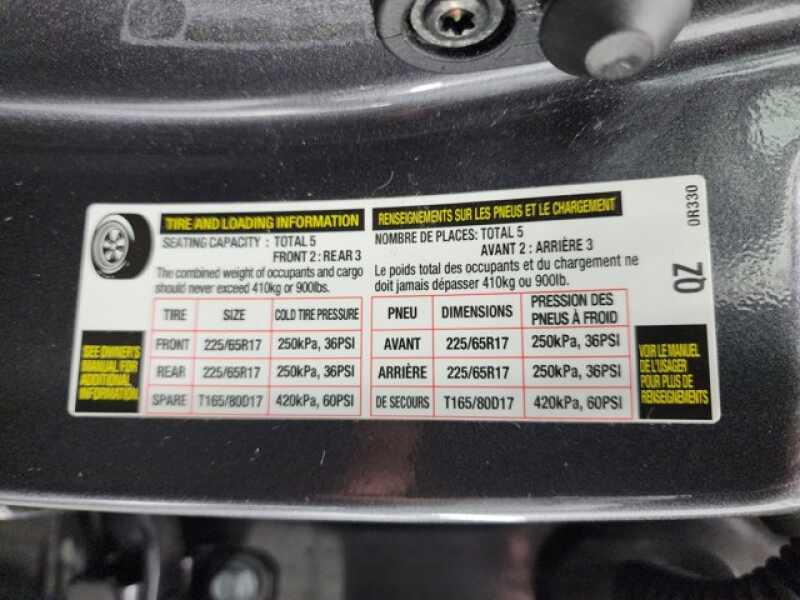 TIRE AND LOADING INFORMATION
SEATING CAPACITY : TOTAL 5
FRONT 2 : REAR 3
The combined weight of occupants and cargo
should never exceed 410kg or 900lbs.
TIRE SIZE COLD TIRE PRESSURE
FRONT 225/65R17 250kPa, 36PSI
REAR 225/65R17 250kPa, 36PSI
SPARE T165/80D17 420kPa, 60PSI
SEE OWNER'S
MANUAL FOR
ADDITIONAL
INFORMATION.
RENSEIGNEMENTS SUR LES PNEUS ET LE CHARGEMENT
NOMBRE DE PLACES: TOTAL 5
AVANT 2 : ARRIÈRE 3
Le poids total des occupants et du chargement ne
doit jamais dépasser 410kg ou 900lb.
PNEU DIMENSIONS PRESSION DES PNEUS À FROID
AVANT 225/65R17 250kPa, 36PSI
ARRIÈRE 225/65R17 250kPa, 36PSI
DE SECOURS T165/80D17 420kPa, 60PSI
VOIR LE MANUEL
DE L'USAGER
POUR PLUS DE
RENSEIGNEMENTS
QZ
0R330